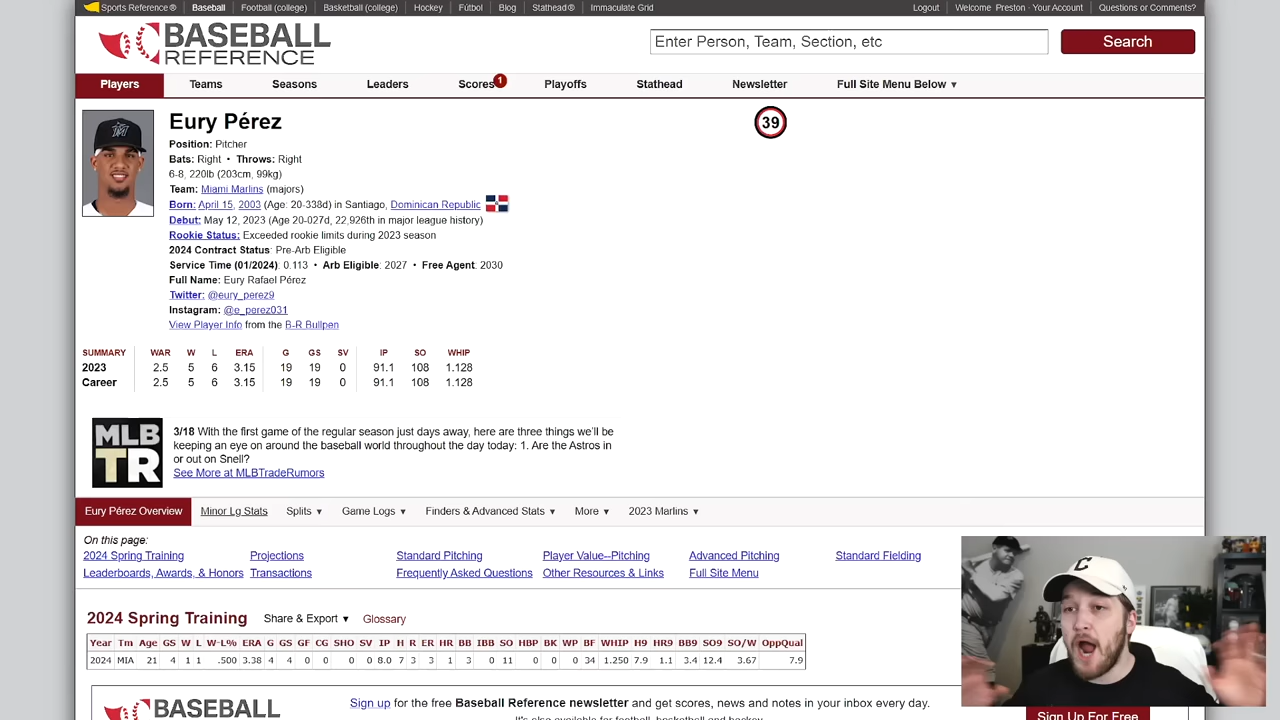 Sports Reference® Baseball Football (college) Basketball (college) Hockey Fútbol Blog Stathead® Immaculate Grid Logout Welcome Preston · Your Account Questions or Comments?
BASEBALL
REFERENCE
Enter Person, Team, Section, etc
Search
Players Teams Seasons Leaders Scores 1 Playoffs Stathead Newsletter Full Site Menu Below ▼
Eury Pérez
39
Position: Pitcher
Bats: Right • Throws: Right
6-8, 220lb (203cm, 99kg)
Team: Miami Marlins (majors)
Born: April 15, 2003 (Age: 20-338d) in Santiago, Dominican Republic
Debut: May 12, 2023 (Age 20-027d, 22,926th in major league history)
Rookie Status: Exceeded rookie limits during 2023 season
2024 Contract Status: Pre-Arb Eligible
Service Time (01/2024): 0.113 • Arb Eligible: 2027 • Free Agent: 2030
Full Name: Eury Rafael Pérez
Twitter: @eury_perez9
Instagram: @e_perez031
View Player Info from the B-R Bullpen
SUMMARY WAR W L ERA G GS SV IP SO WHIP
2023 2.5 5 6 3.15 19 19 0 91.1 108 1.128
Career 2.5 5 6 3.15 19 19 0 91.1 108 1.128
MLB
TR
3/18 With the first game of the regular season just days away, here are three things we'll be
keeping an eye on around the baseball world throughout the day today: 1. Are the Astros in
or out on Snell?
See More at MLBTradeRumors
Eury Pérez Overview Minor Lg Stats Splits ▼ Game Logs ▼ Finders & Advanced Stats ▼ More ▼ 2023 Marlins ▼
On this page:
2024 Spring Training Projections Standard Pitching Player Value--Pitching Advanced Pitching Standard Fielding
Leaderboards, Awards, & Honors Transactions Frequently Asked Questions Other Resources & Links Full Site Menu
2024 Spring Training Share & Export ▼ Glossary
Year Tm Age GS W L W-L% ERA G GS GF CG SHO SV IP H R ER HR BB IBB SO HBP BK WP BF WHIP H9 HR9 BB9 SO9 SO/W OppQual
2024 MIA 21 4 1 1 .500 3.38 4 4 0 0 0 0 8.0 7 3 3 1 3 0 11 0 0 0 34 1.250 7.9 1.1 3.4 12.4 3.67 7.9
C
BASEBALL
Sign up for the free Baseball Reference newsletter and get scores, news and notes in your inbox every day.
It's also available for football, basketball and hockey.
Sign Up For Free